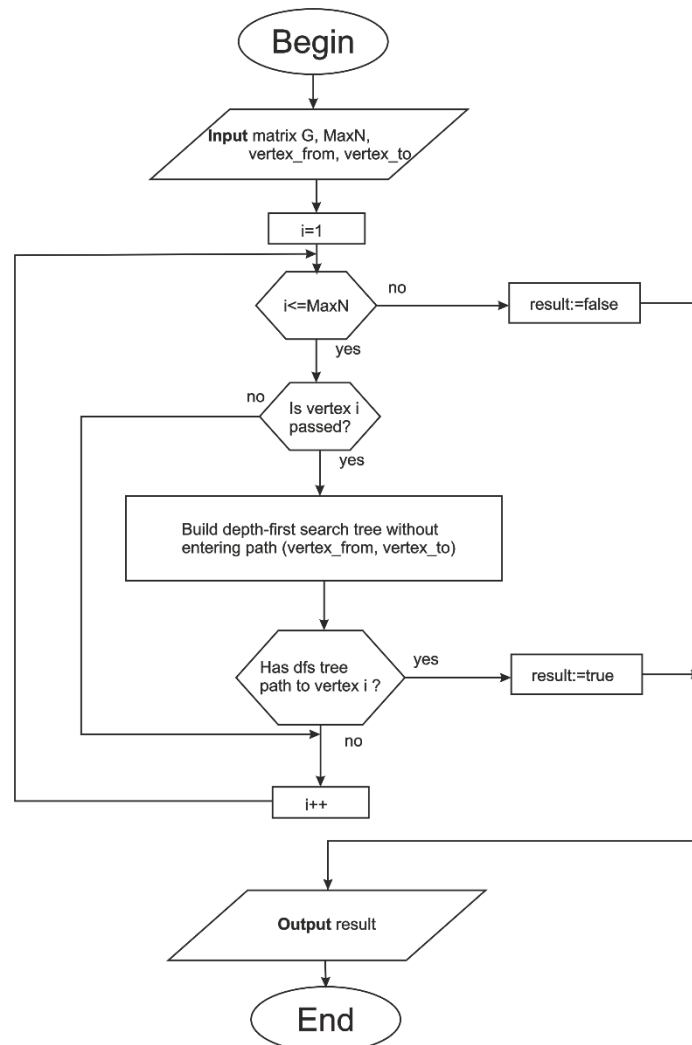 Begin
Input matrix G, MaxN,
vertex_from, vertex_to
i=1
i<=MaxN
no
result:=false
yes
no
Is vertex i
passed?
yes
Build depth-first search tree without
entering path (vertex_from, vertex_to)
Has dfs tree
path to vertex i ?
yes
result:=true
no
i++
Output result
End